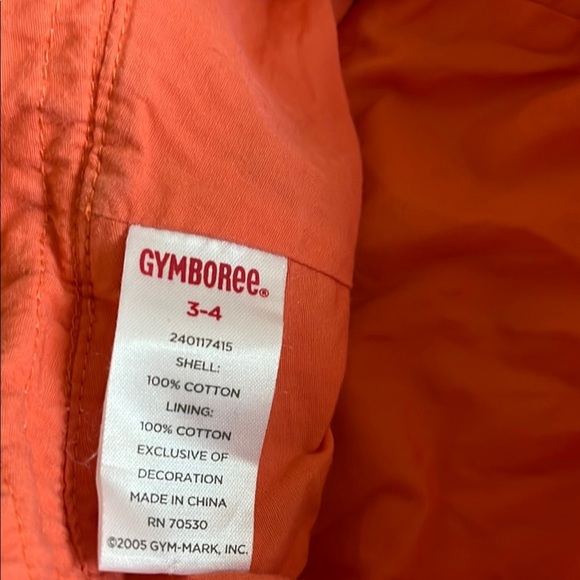 GYMBOREE®
3-4
240117415
SHELL:
100% COTTON
LINING:
100% COTTON
EXCLUSIVE OF
DECORATION
MADE IN CHINA
RN 70530
©2005 GYM-MARK, INC.